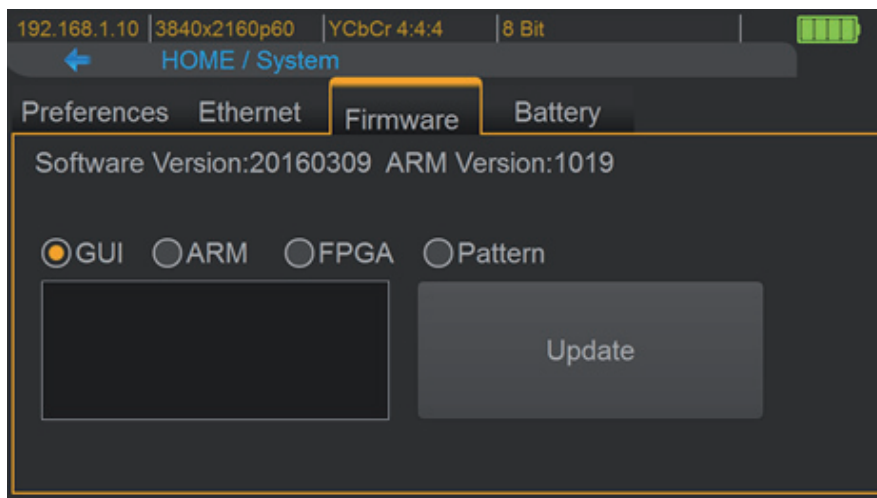 192.168.1.10 3840x2160p60 YCbCr 4:4:4 8 Bit
HOME / System
Preferences Ethernet Firmware Battery
Software Version:20160309 ARM Version:1019
GUI ARM FPGA Pattern
Update